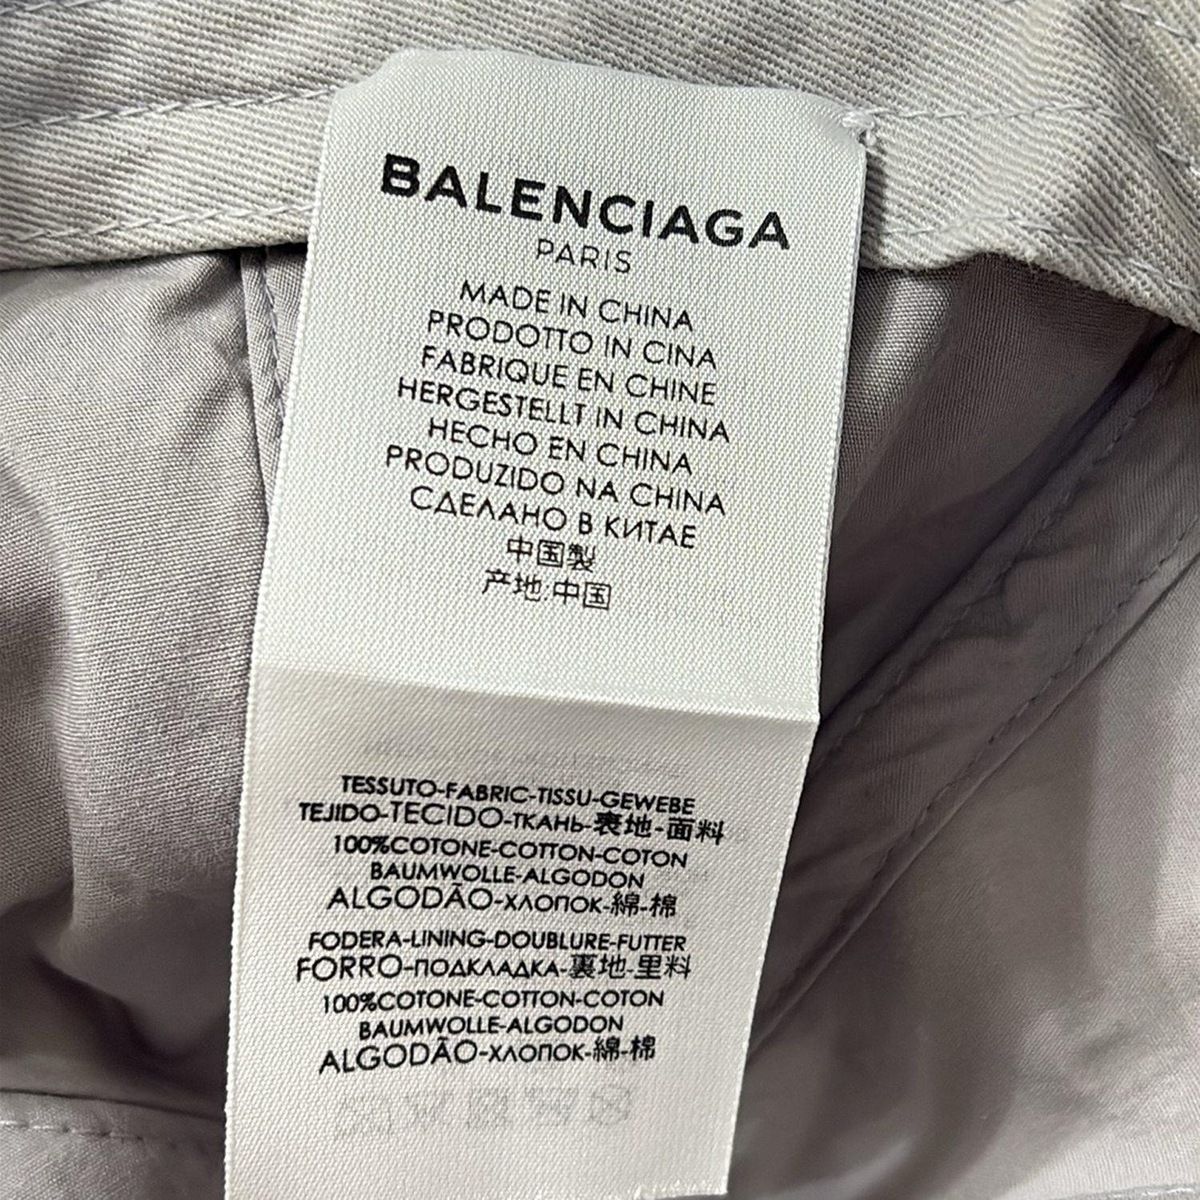 BALENCIAGA
PARIS
MADE IN CHINA
PRODOTTO IN CINA
FABRIQUE EN CHINE
HERGESTELLT IN CHINA
HECHO EN CHINA
PRODUZIDO NA CHINA
СДЕЛАНО В КИТАЕ
中国製
产地:中国
TESSUTO-FABRIC-TISSU-GEWEBE
TEJIDO-TECIDO-ТКАНЬ-表地-面料
100%COTONE-COTTON-COTON
BAUMWOLLE-ALGODON
ALGODÃO-ХЛОПОК-綿-棉
FODERA-LINING-DOUBLURE-FUTTER
FORRO-ПОДКЛАДКА-裏地-里料
100%COTONE-COTTON-COTON
BAUMWOLLE-ALGODON
ALGODÃO-ХЛОПОК-綿-棉